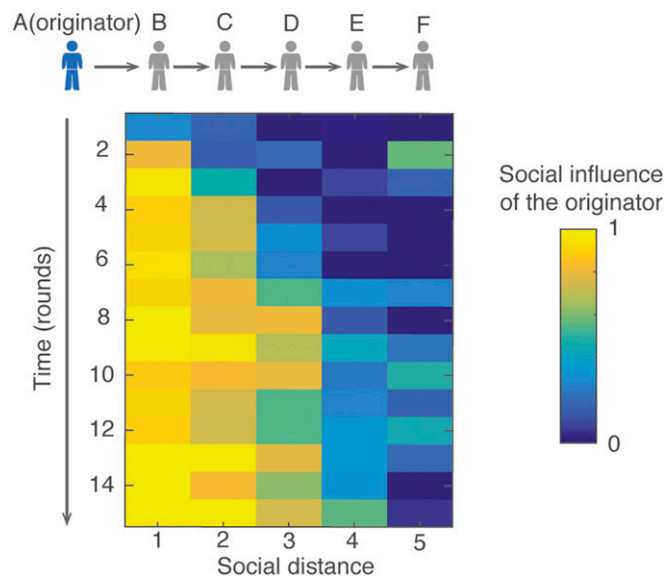 A(originator) B C D E F
Time (rounds)
2
4
6
8
10
12
14
1 2 3 4 5
Social distance
Social influence
of the originator
1
0